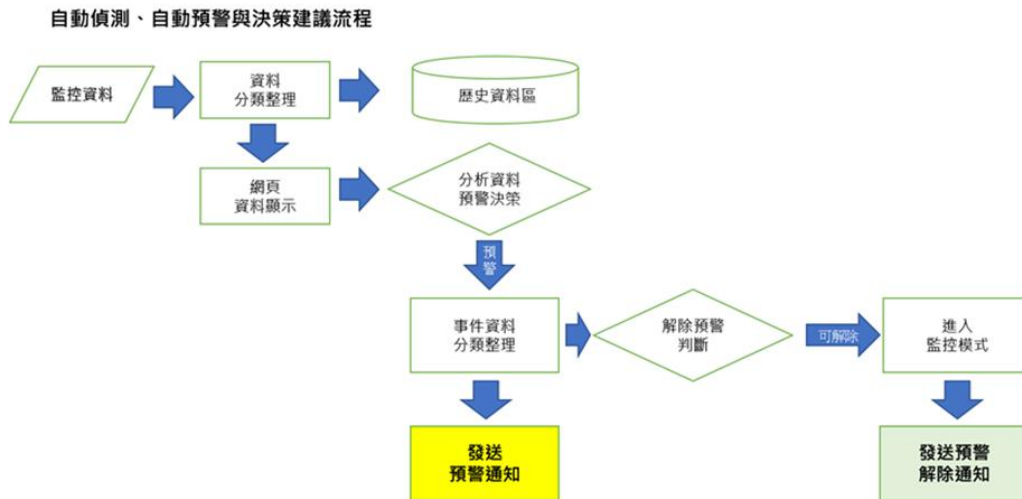 自動偵測、自動預警與決策建議流程
監控資料
資料
分類整理
歷史資料區
網頁
資料顯示
分析資料
預警決策
預
警
事件資料
分類整理
解除預警
判斷
可解除
進入
監控模式
發送
預警通知
發送預警
解除通知